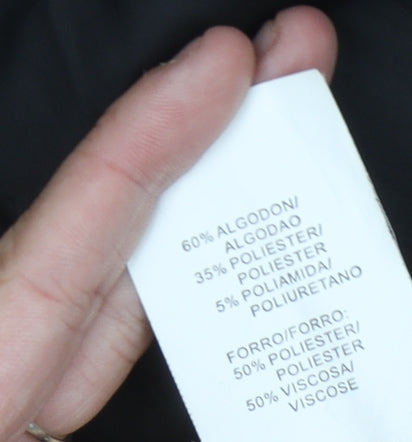 60% ALGODON/
ALGODAO
35% POLIESTER/
POLIESTER
5% POLIAMIDA/
POLIURETANO
FORRO/FORRO:
50% POLIESTER/
POLIESTER
50% VISCOSA/
VISCOSE